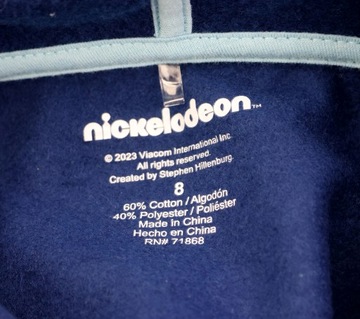 nickelodeon™
© 2023 Viacom International Inc.
All rights reserved.
Created by Stephen Hillenburg.
8
60% Cotton / Algodón
40% Polyester / Poliéster
Made in China
Hecho en China
RN# 71868